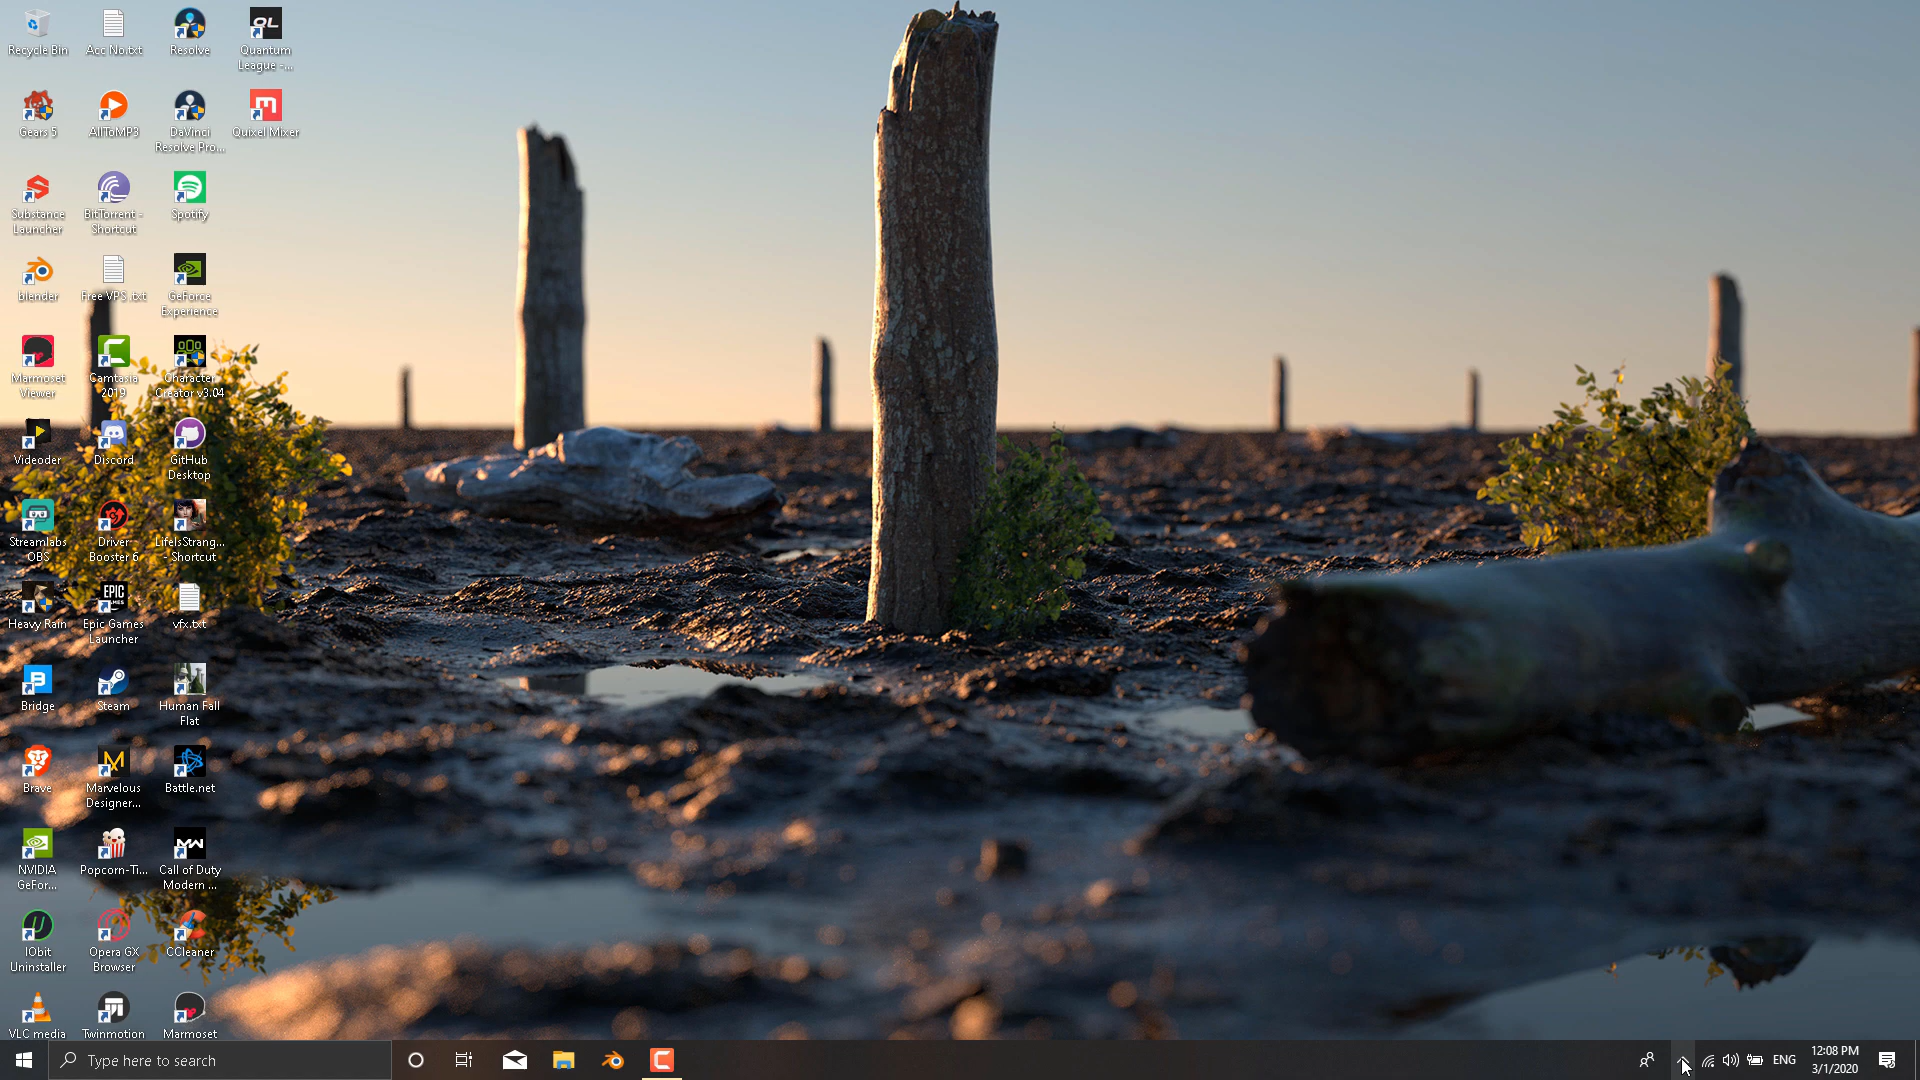 Recycle Bin
Acc No.txt
Resolve
QL
Quantum
League -...
Gears 5
AllToMP3
DaVinci
Resolve Pro...
Quixel Mixer
Substance
Launcher
BitTorrent -
Shortcut
Spotify
Blender
Free VPS .txt
GeForce
Experience
Marmoset
Viewer
Camtasia
2019
Character
Creator v3.04
Videoder
Discord
GitHub
Desktop
Streamlabs
OBS
Driver
Booster 6
LifeIsStrang...
- Shortcut
Heavy Rain
EPIC
GAMES
Epic Games
Launcher
vfx.txt
Bridge
Steam
Human Fall
Flat
Brave
Marvelous
Designer...
Battle.net
NVIDIA
GeFor...
Popcorn-Ti...
Call of Duty
Modern ...
IObit
Uninstaller
Opera GX
Browser
CCleaner
VLC media
Twinmotion
Marmoset
Type here to search
ENG
12:08 PM
3/1/2020